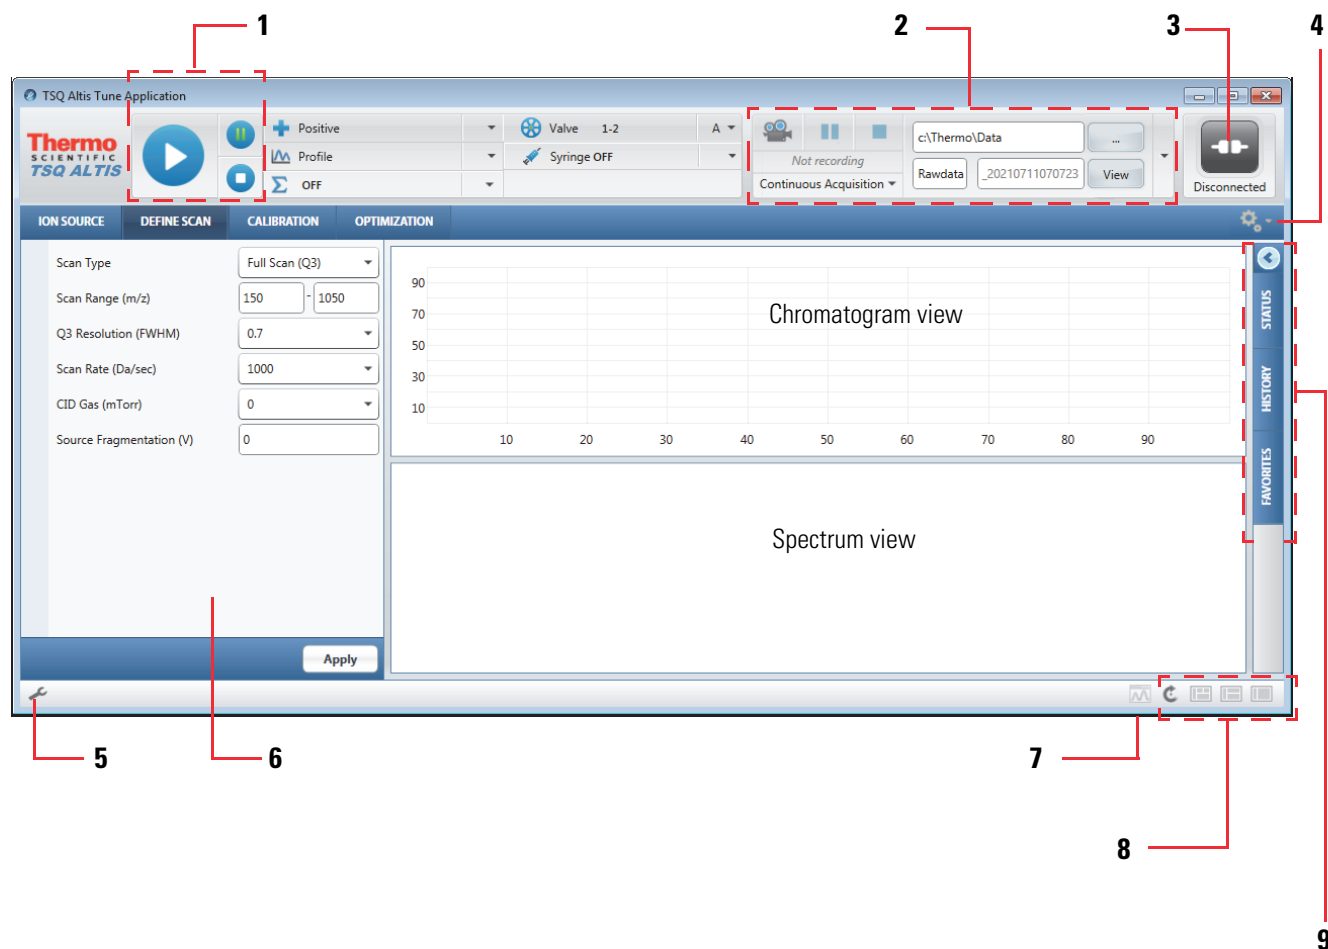 1
2
3
4
TSQ Altis Tune Application
Thermo
SCIENTIFIC
TSQ ALTIS
Positive
Profile
OFF
Valve 1-2 A
Syringe OFF
Not recording
Continuous Acquisition
c:\Thermo\Data
...
Rawdata
_20210711070723
View
Disconnected
ION SOURCE
DEFINE SCAN
CALIBRATION
OPTIMIZATION
Scan Type
Full Scan (Q3)
Scan Range (m/z)
150 - 1050
Q3 Resolution (FWHM)
0.7
Scan Rate (Da/sec)
1000
CID Gas (mTorr)
0
Source Fragmentation (V)
0
Apply
90
70
50
30
10
10 20 30 40 50 60 70 80 90
Chromatogram view
Spectrum view
STATUS
HISTORY
FAVORITES
5
6
7
8
9